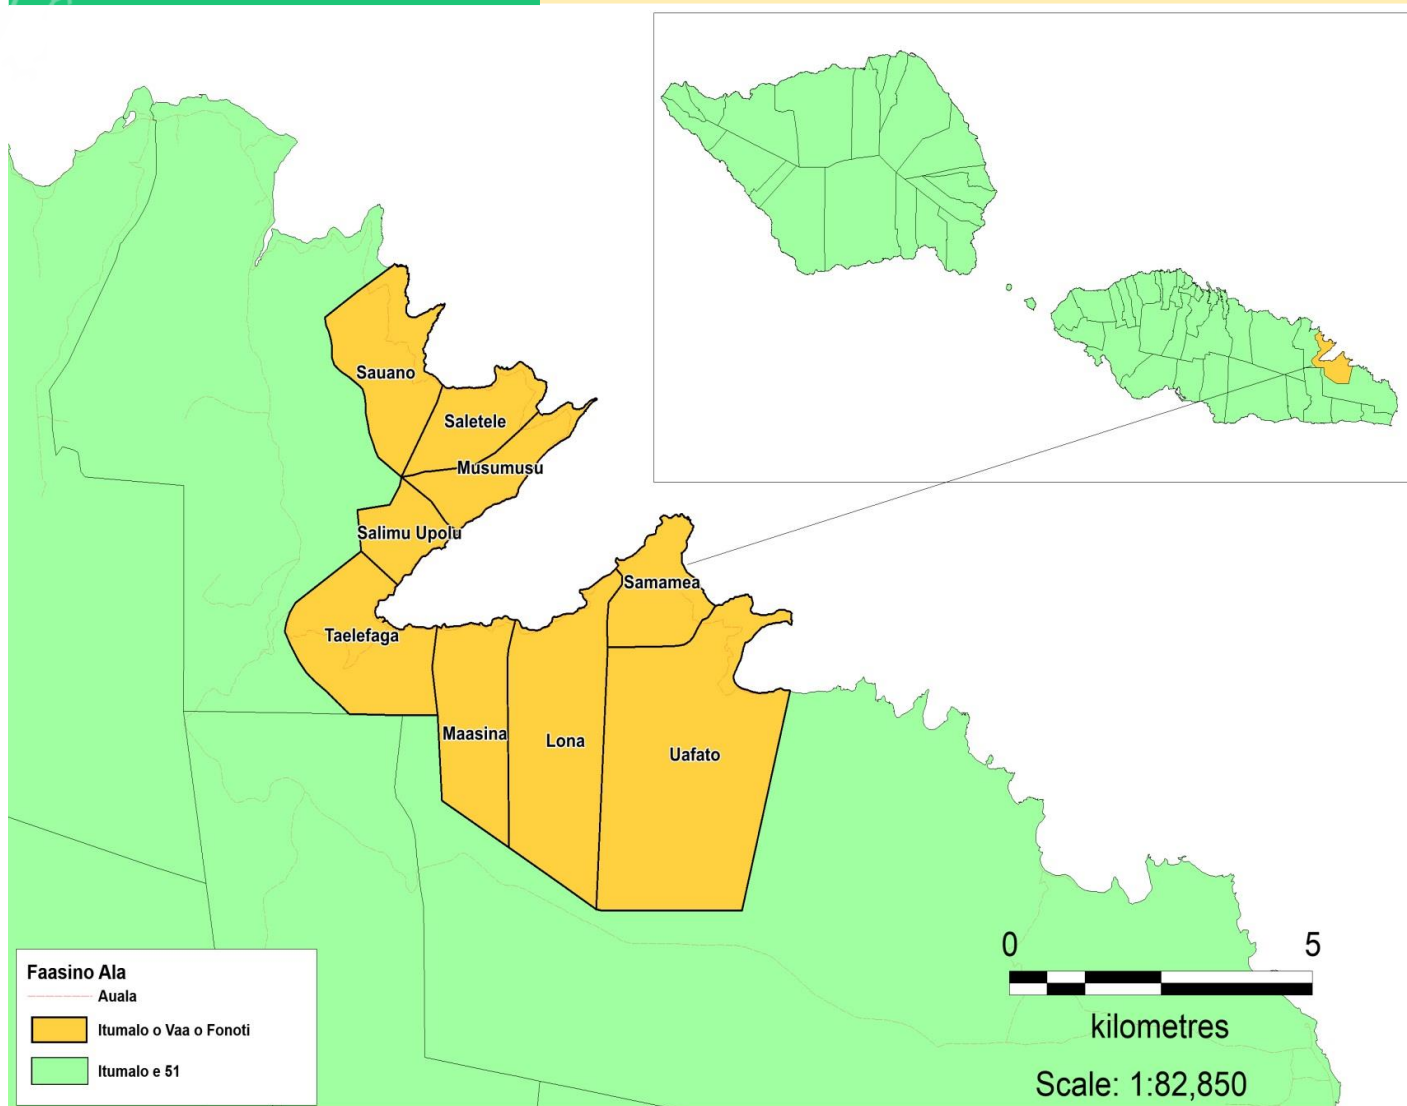 Sauano
Saletele
Musumusu
Salimu Upolu
Samamea
Taelefaga
Maasina
Lona
Uafato
0 5
kilometres
Scale: 1:82,850
Faasino Ala
Auala
Itumalo o Vaa o Fonoti
Itumalo e 51